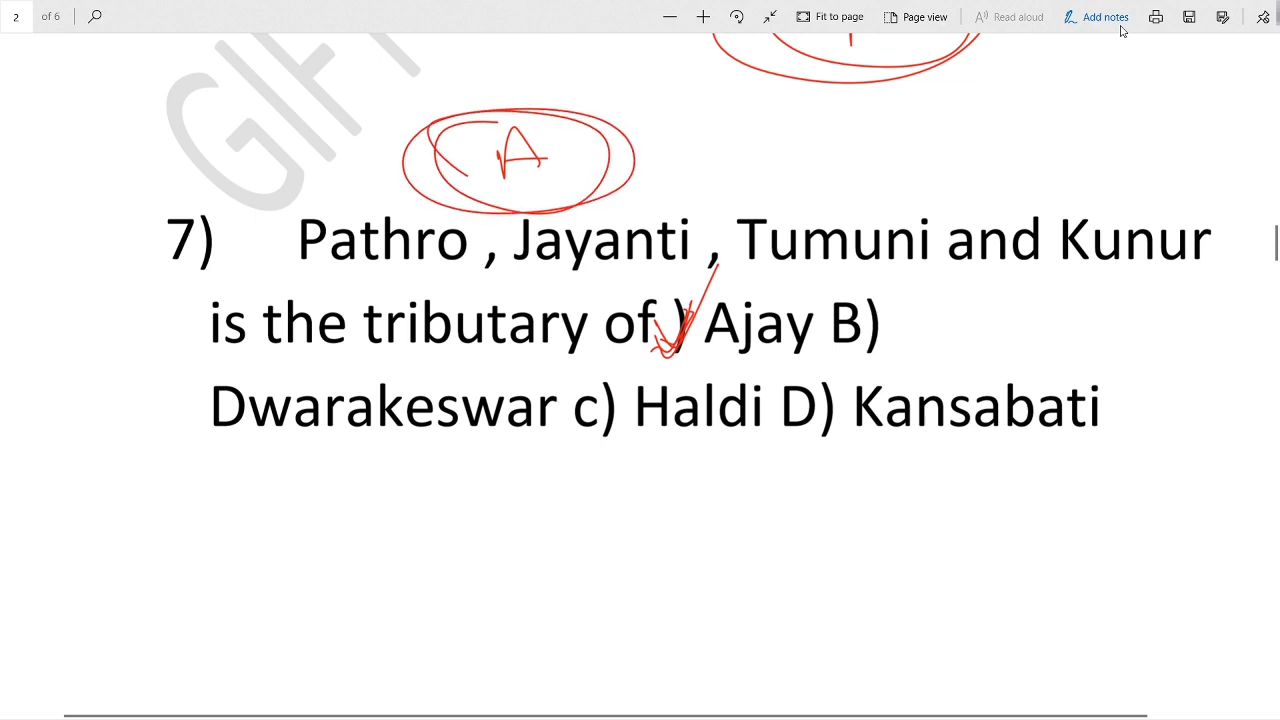 2 of 6 Fit to page Page view Read aloud Add notes
GIFT
A
7) Pathro , Jayanti , Tumuni and Kunur
is the tributary of ) Ajay B)
Dwarakeswar c) Haldi D) Kansabati